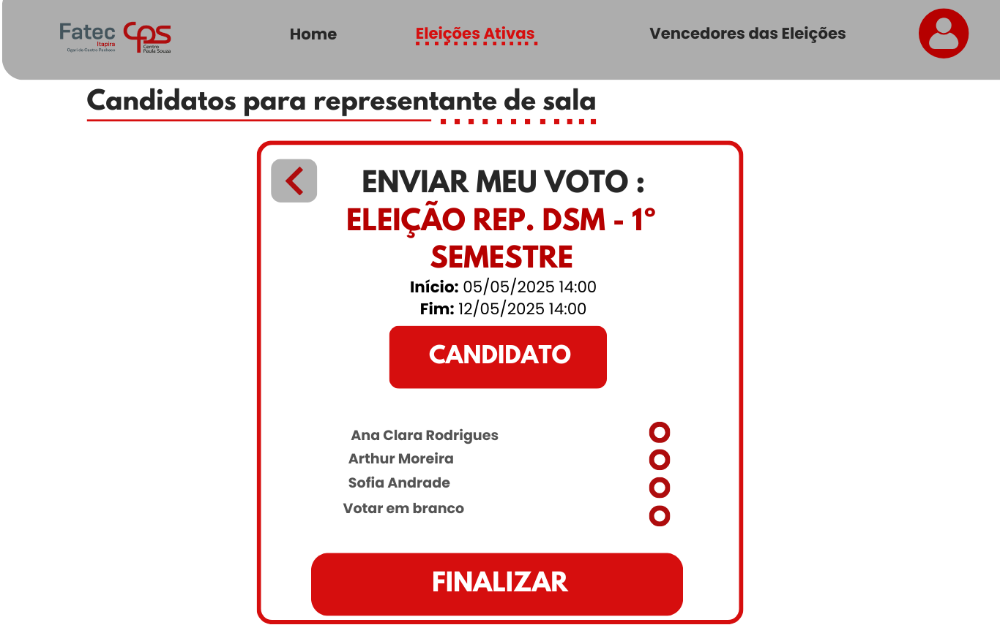 Fatec
Itapira
Ogari de Castro Pacheco
CPS
Centro
Paula Souza
Home
Eleições Ativas
Vencedores das Eleições
Candidatos para representante de sala
ENVIAR MEU VOTO :
ELEIÇÃO REP. DSM - 1º
SEMESTRE
Início: 05/05/2025 14:00
Fim: 12/05/2025 14:00
CANDIDATO
Ana Clara Rodrigues
Arthur Moreira
Sofia Andrade
Votar em branco
FINALIZAR